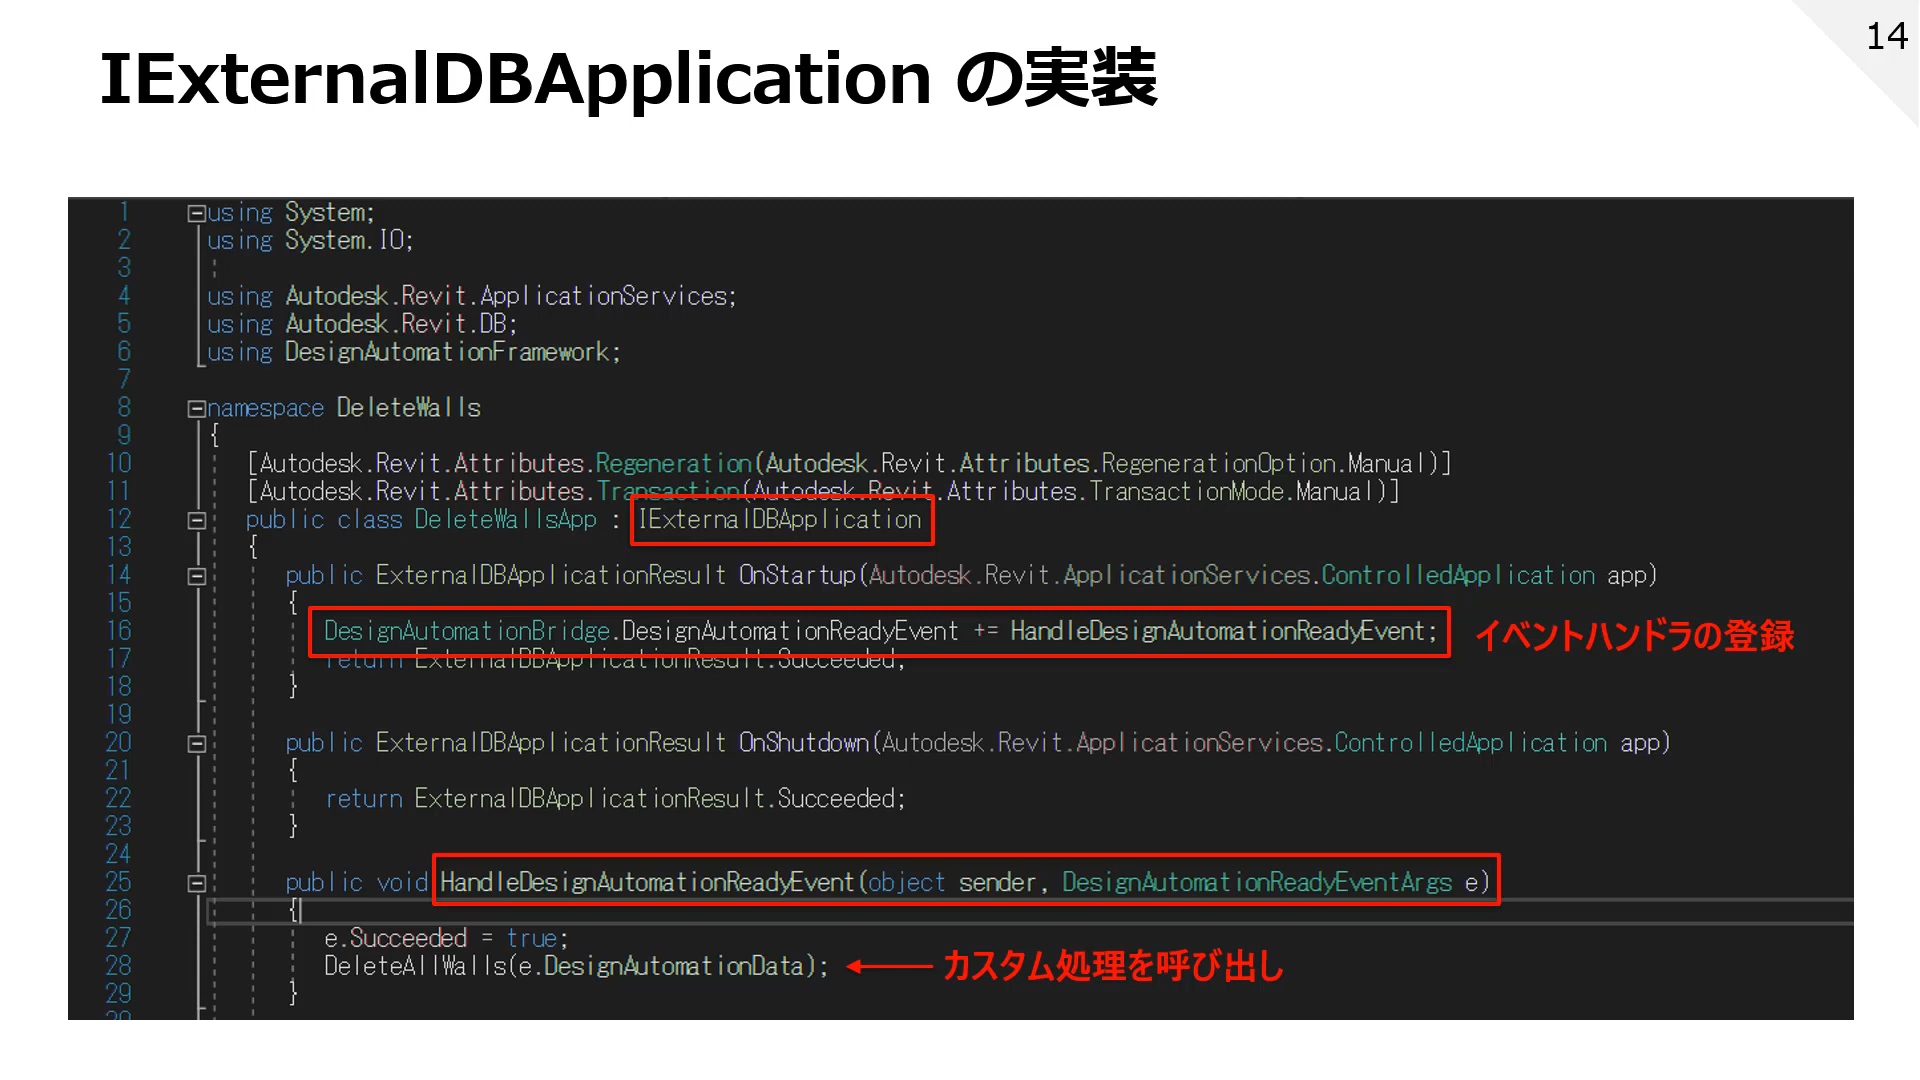 14
IExternalDBApplication の実装
1 using System;
2 using System.IO;
3
4 using Autodesk.Revit.ApplicationServices;
5 using Autodesk.Revit.DB;
6 using DesignAutomationFramework;
7
8 namespace DeleteWalls
9 {
10 [Autodesk.Revit.Attributes.Regeneration(Autodesk.Revit.Attributes.RegenerationOption.Manual)]
11 [Autodesk.Revit.Attributes.Transaction(Autodesk.Revit.Attributes.TransactionMode.Manual)]
12 public class DeleteWallsApp : IExternalDBApplication
13 {
14 public ExternalDBApplicationResult OnStartup(Autodesk.Revit.ApplicationServices.ControlledApplication app)
15 {
16 DesignAutomationBridge.DesignAutomationReadyEvent += HandleDesignAutomationReadyEvent; イベントハンドラの登録
17 return ExternalDBApplicationResult.Succeeded;
18 }
19
20 public ExternalDBApplicationResult OnShutdown(Autodesk.Revit.ApplicationServices.ControlledApplication app)
21 {
22 return ExternalDBApplicationResult.Succeeded;
23 }
24
25 public void HandleDesignAutomationReadyEvent(object sender, DesignAutomationReadyEventArgs e)
26 {
27 e.Succeeded = true;
28 DeleteAllWalls(e.DesignAutomationData); カスタム処理を呼び出し
29 }